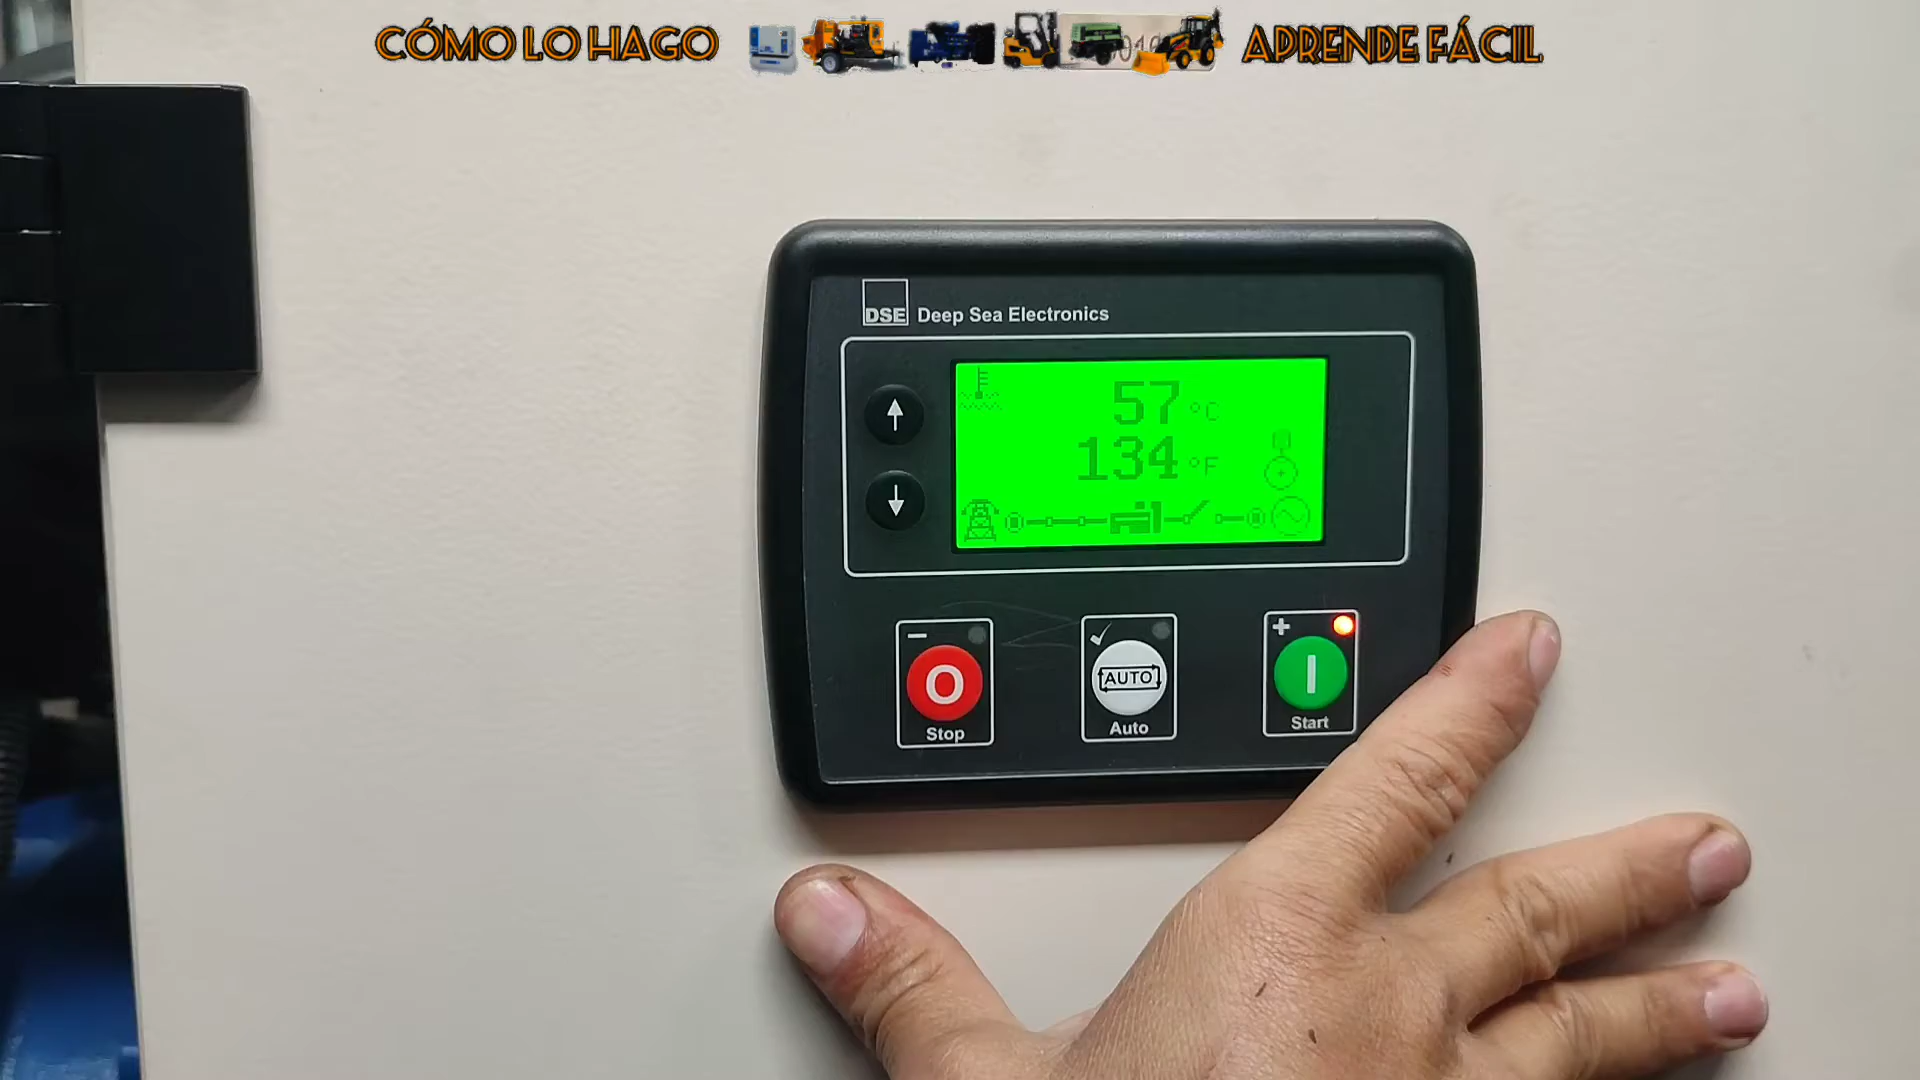 CÓMO LO HAGO APRENDE FÁCIL
DSE Deep Sea Electronics
57 °C
134 °F
O
AUTO
I
Stop
Auto
Start